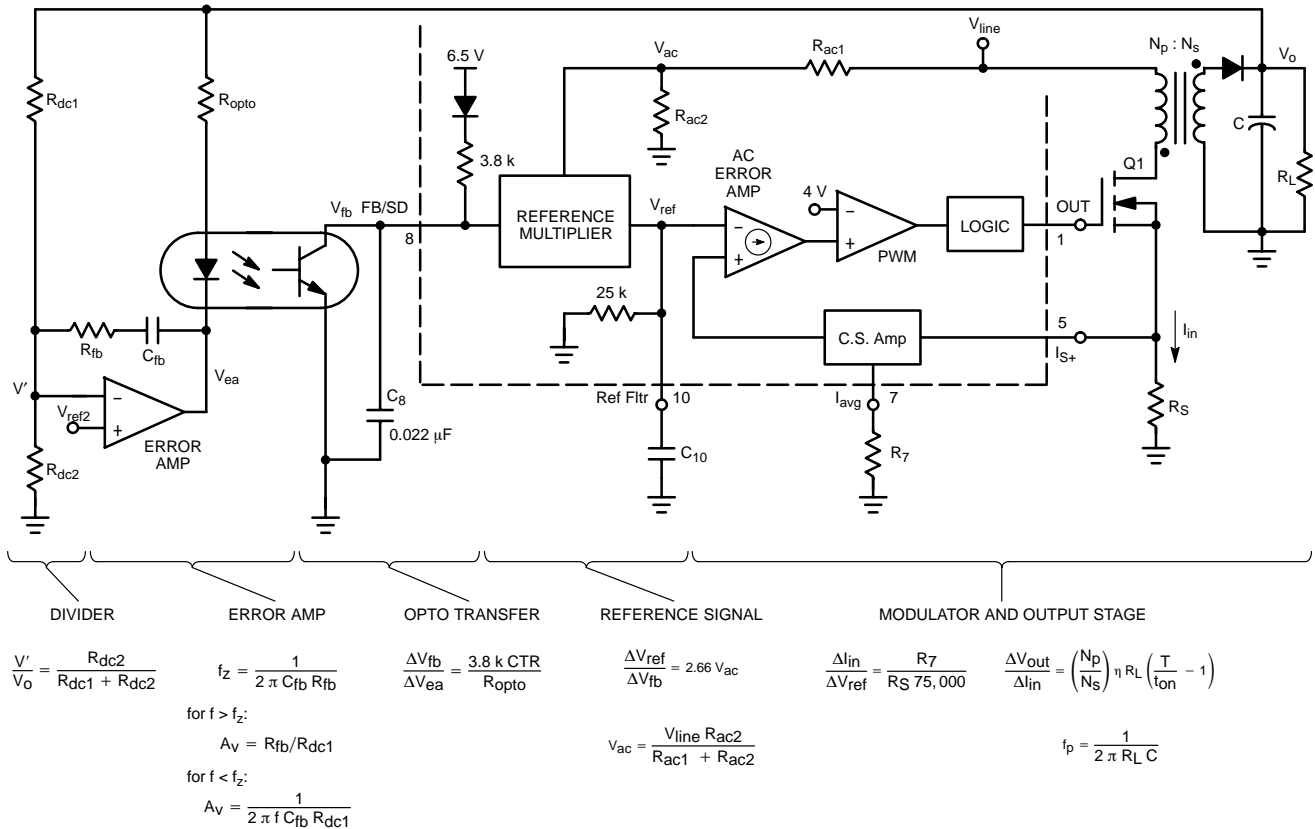 V_line
N_p : N_s
V_o
6.5 V
V_ac
R_ac1
R_dc1
R_opto
R_ac2
C
R_L
3.8 k
AC
ERROR
AMP
Q1
4 V
V_fb
FB/SD
8
REFERENCE
MULTIPLIER
V_ref
−
+
−
+
PWM
LOGIC
OUT
1
25 k
C.S. Amp
5
I_S+
I_in
R_fb
C_fb
V_ea
V'
−
V_ref2
+
ERROR
AMP
C_8
0.022 μF
Ref Fltr
10
I_avg
7
R_S
R_dc2
C_10
R_7
DIVIDER
ERROR AMP
OPTO TRANSFER
REFERENCE SIGNAL
MODULATOR AND OUTPUT STAGE
V'/V_o = R_dc2/(R_dc1 + R_dc2)
f_z = 1/(2 π C_fb R_fb)
for f > f_z:
A_v = R_fb/R_dc1
for f < f_z:
A_v = 1/(2 π f C_fb R_dc1)
ΔV_fb/ΔV_ea = 3.8 k CTR/R_opto
ΔV_ref/ΔV_fb = 2.66 V_ac
V_ac = V_line R_ac2/(R_ac1 + R_ac2)
ΔI_in/ΔV_ref = R_7/(R_S 75,000)
ΔV_out/ΔI_in = (N_p/N_s) η R_L (T/t_on − 1)
f_p = 1/(2 π R_L C)